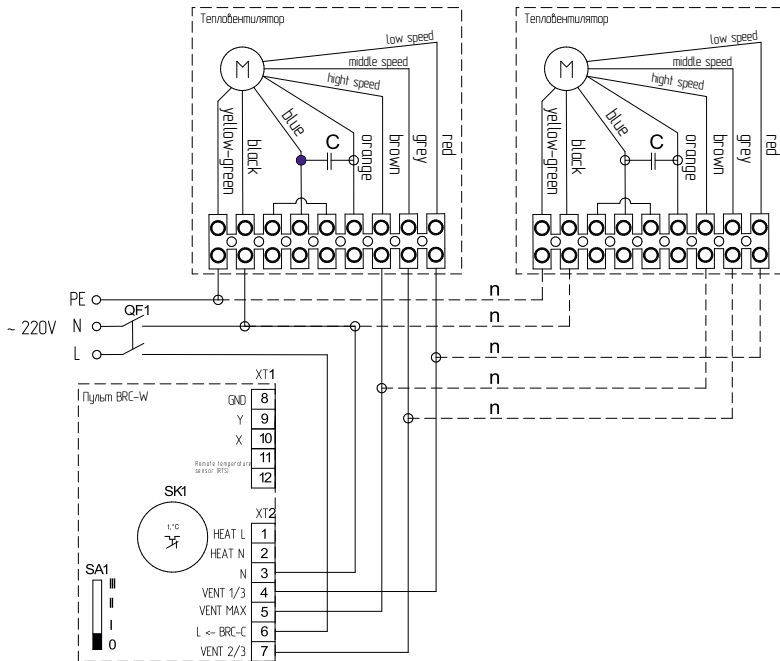 Тепловентилятор
M
low speed
middle speed
hight speed
yellow-green
black
blue
C
orange
brown
grey
red
Тепловентилятор
M
low speed
middle speed
hight speed
yellow-green
black
blue
C
orange
brown
grey
red
PE
n
QF1
~ 220V
N
n
L
n
n
n
XT1
Пульт BRC-W
GND 8
Y 9
X 10
11
Remote temperature
sensor (RTS)
12
SK1
t,°C
XT2
HEAT L 1
HEAT N 2
N 3
VENT 1/3 4
VENT MAX 5
L <- BRC-C 6
VENT 2/3 7
SA1
III
II
I
0